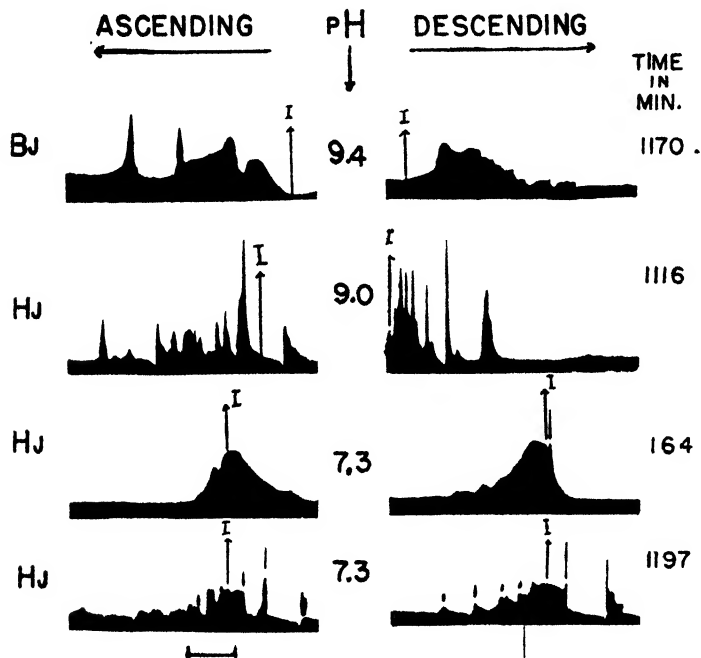 ASCENDING pH DESCENDING
TIME
IN
MIN.
I I
BJ 9.4 1170 .
I I
HJ 9.0 1116
I I
HJ 7.3 164
I I
HJ 7.3 1197